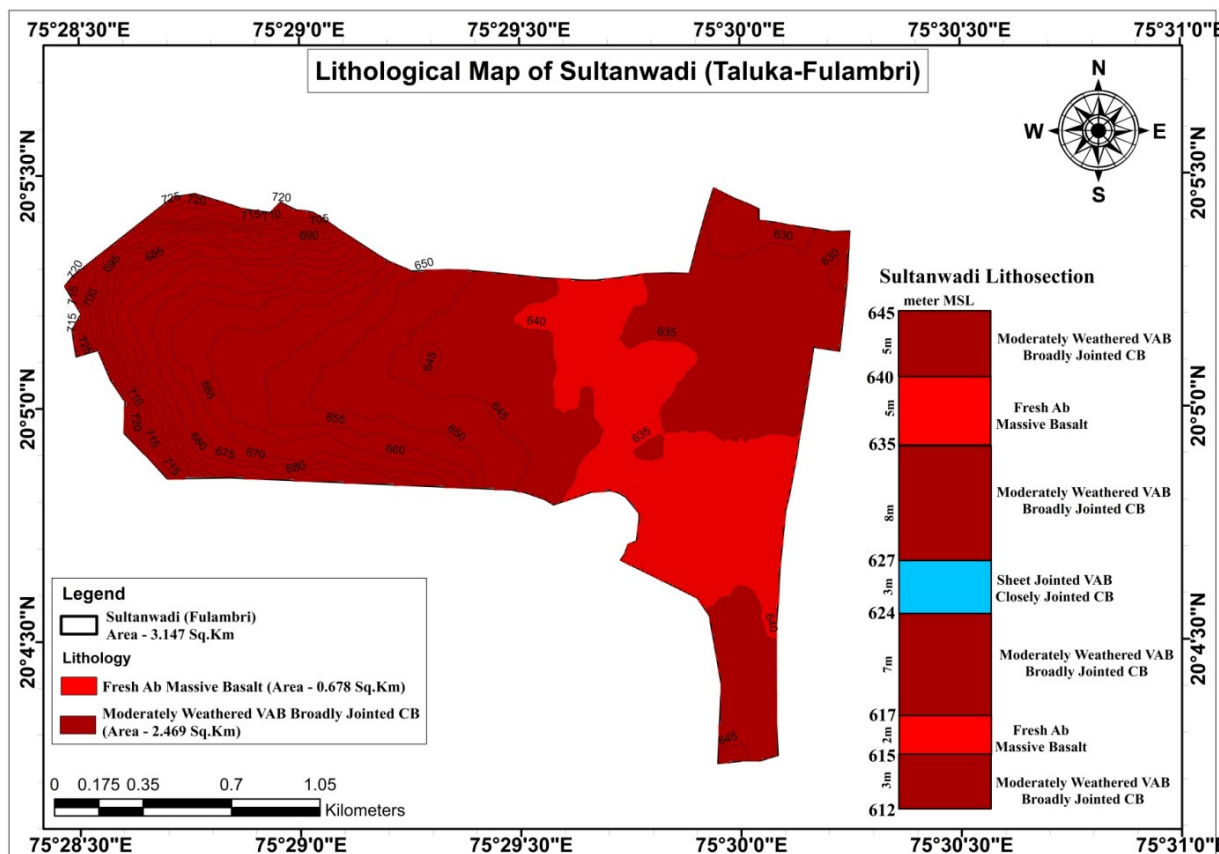 75°28'30"E 75°29'0"E 75°29'30"E 75°30'0"E 75°30'30"E 75°31'0"E
Lithological Map of Sultanwadi (Taluka-Fulambri)
N
W E
S
20°5'30"N
20°5'0"N
20°4'30"N
20°5'30"N
20°5'0"N
20°4'30"N
725
720
715
710
720
705
690
720
695
685
715
700
715
650
640
635
645
665
655
645
650
660
710
720
715
680
675
670
680
715
635
630
630
640
645
Sultanwadi Lithosection
meter MSL
645
5m
Moderately Weathered VAB
Broadly Jointed CB
640
5m
Fresh Ab
Massive Basalt
635
8m
Moderately Weathered VAB
Broadly Jointed CB
627
3m
Sheet Jointed VAB
Closely Jointed CB
624
7m
Moderately Weathered VAB
Broadly Jointed CB
617
2m
Fresh Ab
Massive Basalt
615
3m
Moderately Weathered VAB
Broadly Jointed CB
612
Legend
Sultanwadi (Fulambri)
Area - 3.147 Sq.Km
Lithology
Fresh Ab Massive Basalt (Area - 0.678 Sq.Km)
Moderately Weathered VAB Broadly Jointed CB
(Area - 2.469 Sq.Km)
0 0.175 0.35 0.7 1.05
Kilometers
75°28'30"E 75°29'0"E 75°29'30"E 75°30'0"E 75°30'30"E 75°31'0"E